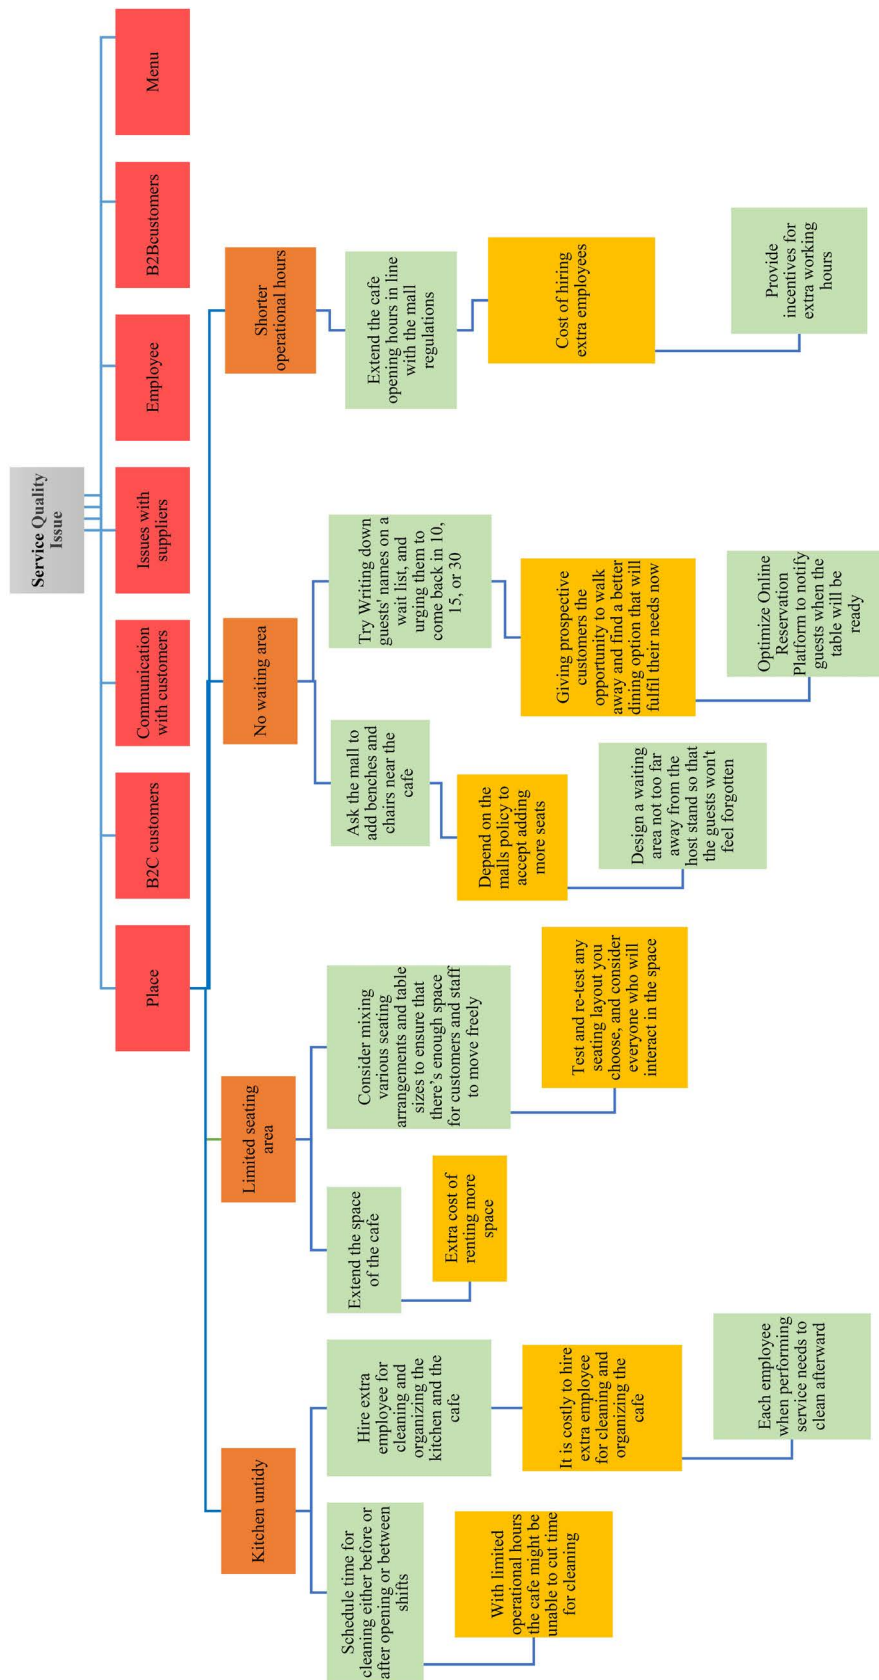 Service Quality
Issue
Place
B2C customers
Communication
with customers
Issues with
suppliers
Employee
B2Bcustomers
Menu
Kitchen untidy
Limited seating
area
No waiting area
Shorter
operational hours
Schedule time for
cleaning either before or
after opening or between
shifts
With limited
operational hours
the cafe might be
unable to cut time
for cleaning
Hire extra
employee for
cleaning and
organizing the
kitchen and the
cafe
It is costly to hire
extra employee
for cleaning and
organizing the
cafe
Each employee
when performing
service needs to
clean afterward
Extend the space
of the cafe
Extra cost of
renting more
space
Consider mixing
various seating
arrangements and table
sizes to ensure that
there's enough space
for customers and staff
to move freely
Test and re-test any
seating layout you
choose, and consider
everyone who will
interact in the space
Ask the mall to
add benches and
chairs near the
cafe
Depend on the
malls policy to
accept adding
more seats
Design a waiting
area not too far
away from the
host stand so that
the guests won't
feel forgotten
Try Writing down
guests' names on a
wait list, and
urging them to
come back in 10,
15, or 30
Giving prospective
customers the
opportunity to walk
away and find a better
dining option that will
fulfil their needs now
Optimize Online
Reservation
Platform to notify
guests when the
table will be
ready
Extend the cafe
opening hours in line
with the mall
regulations
Cost of hiring
extra employees
Provide
incentives for
extra working
hours